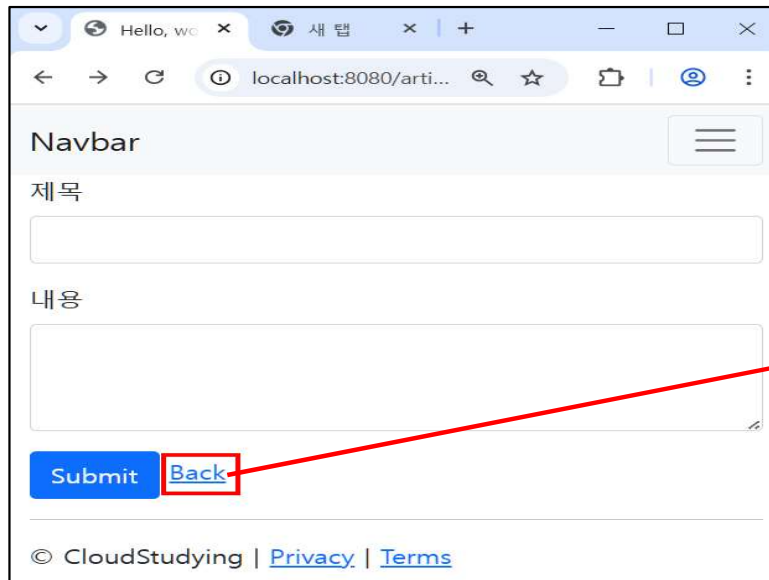 Hello, wo
새 탭
localhost:8080/arti...
Navbar
제목
내용
Submit Back
© CloudStudying | Privacy | Terms